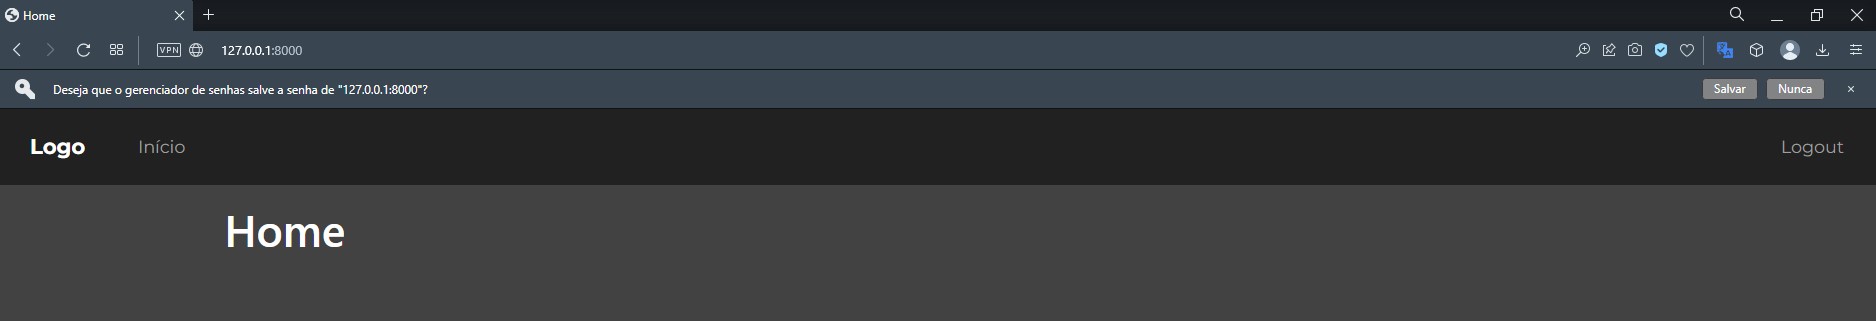 Home
VPN 127.0.0.1:8000
Deseja que o gerenciador de senhas salve a senha de "127.0.0.1:8000"? Salvar Nunca
Logo Início Logout
Home